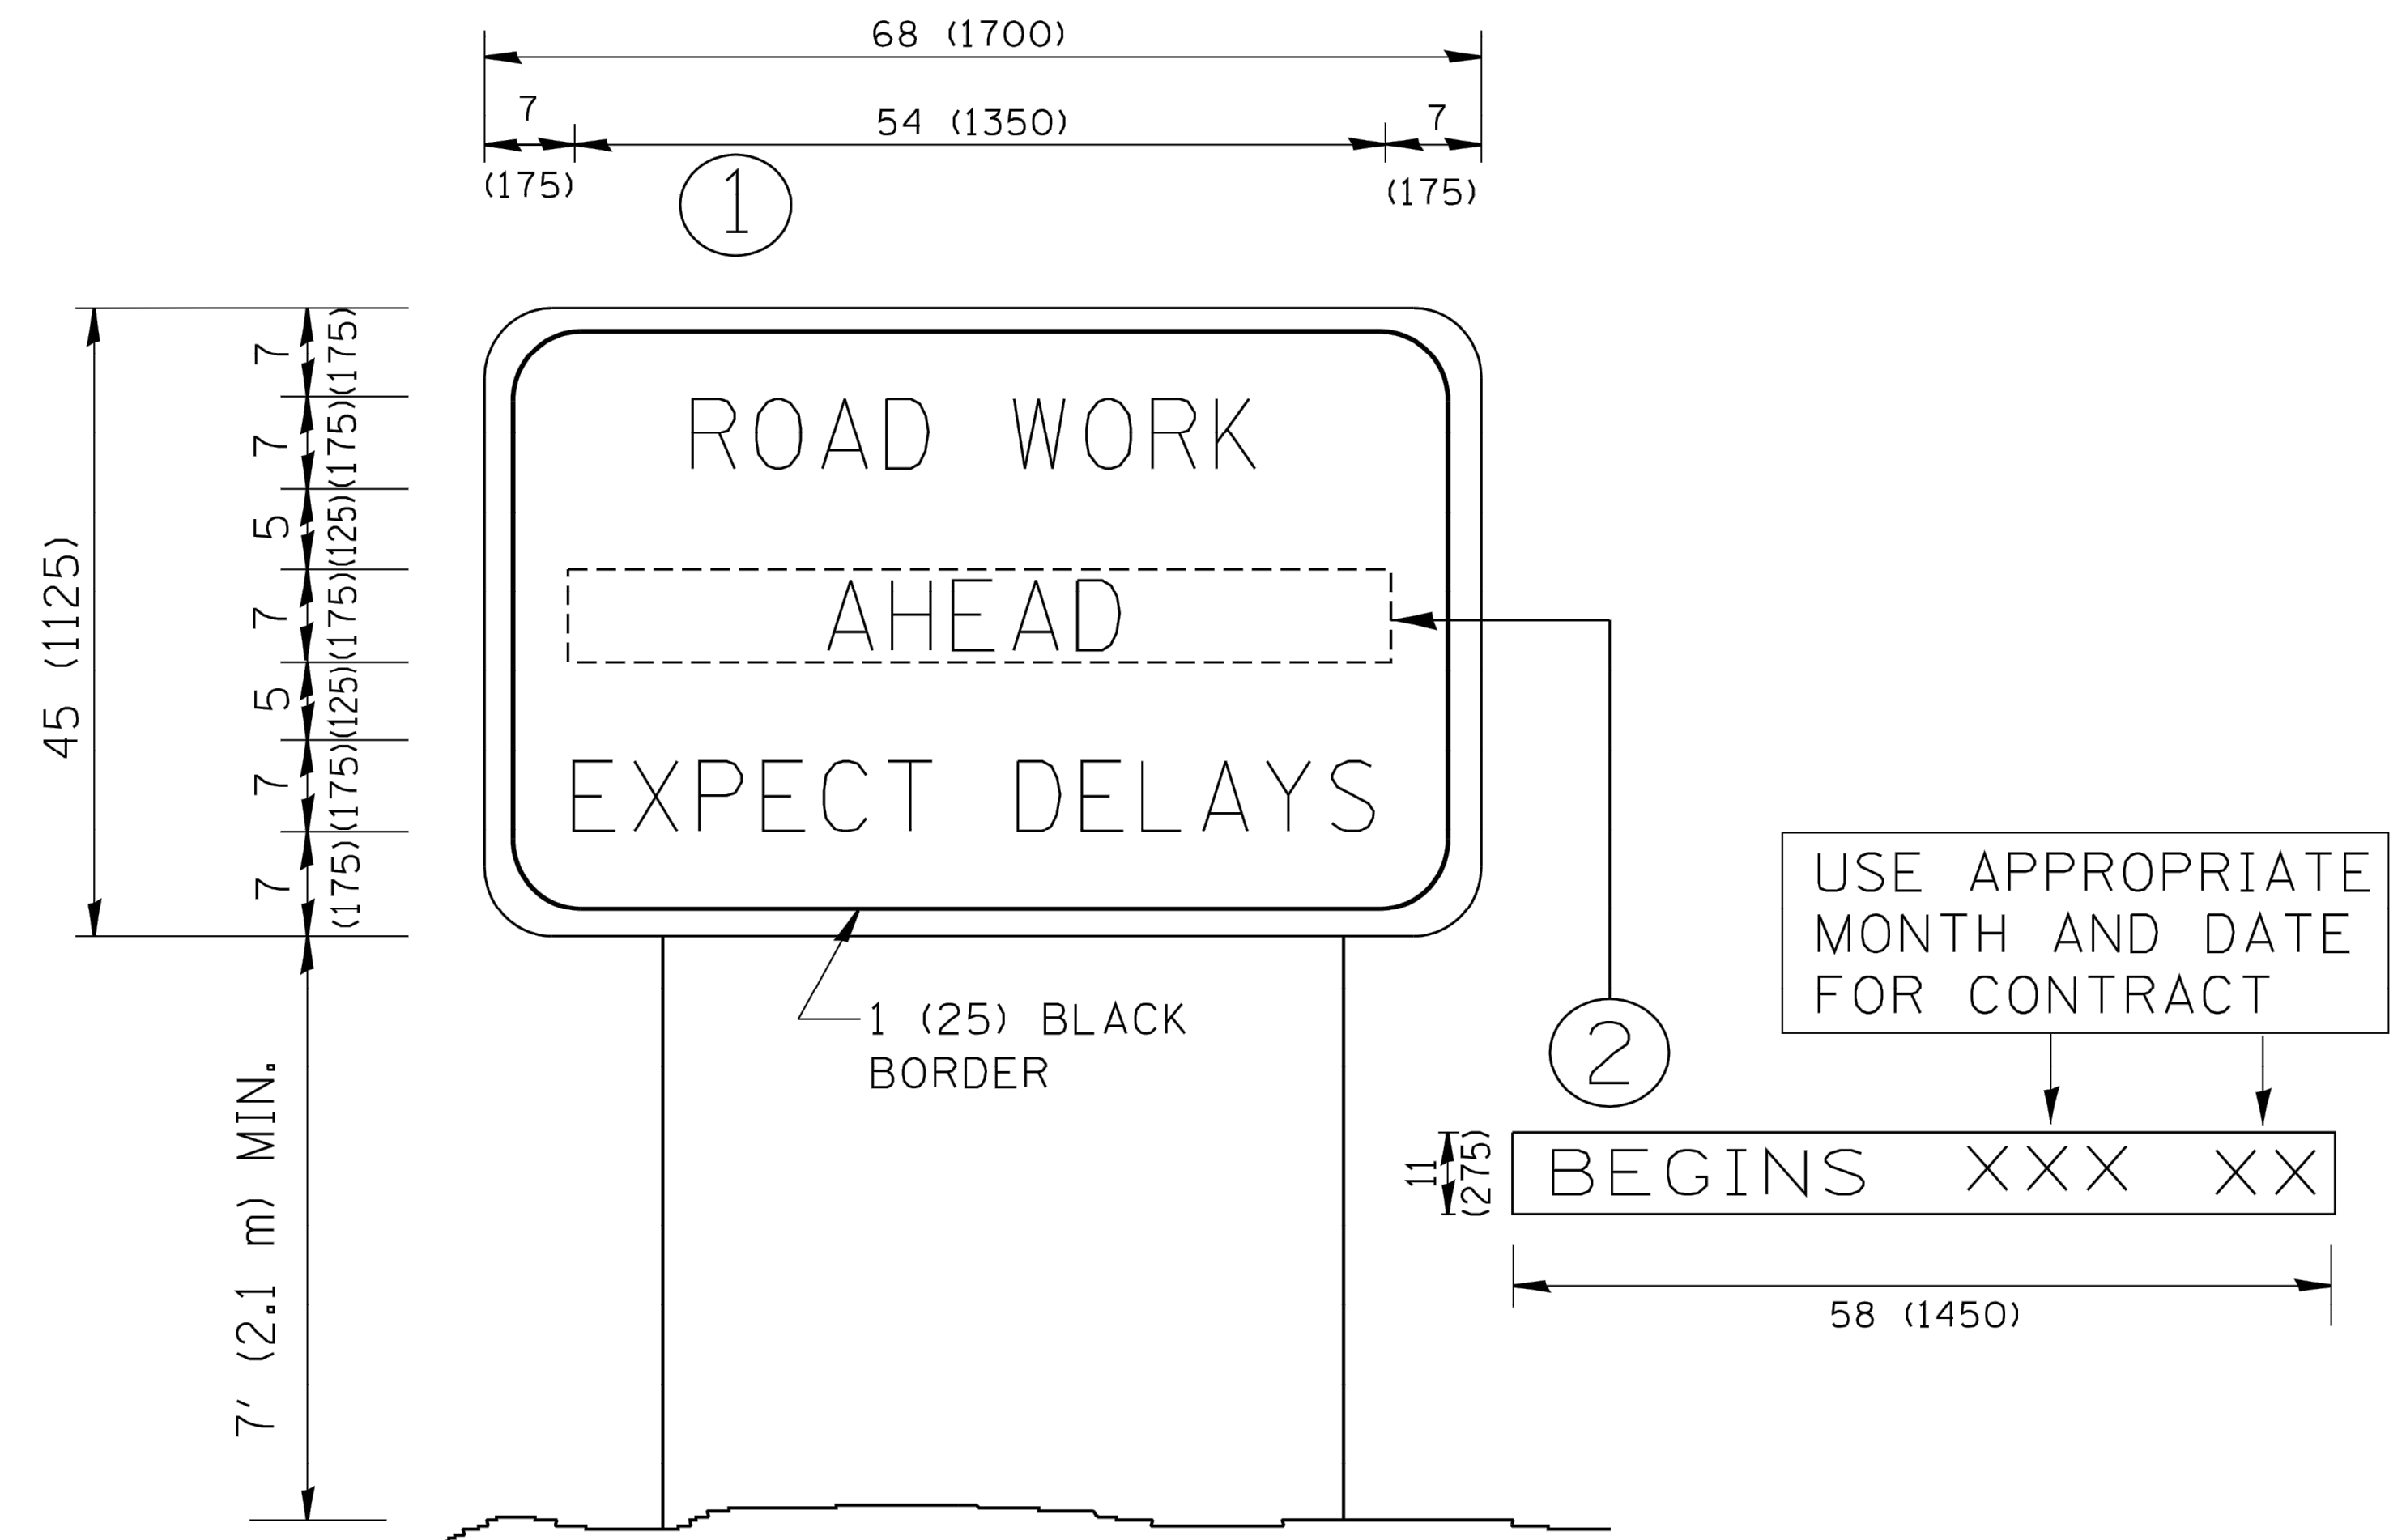 68 (1700)
7
54 (1350)
7
(175)
(175)
1
45 (1125)
7 (175)
7 (175)
5 (125)
7 (175)
5 (125)
7 (175)
7 (175)
ROAD WORK
AHEAD
EXPECT DELAYS
1 (25) BLACK
BORDER
7' (2.1 m) MIN.
2
USE APPROPRIATE
MONTH AND DATE
FOR CONTRACT
11
(275)
BEGINS XXX XX
58 (1450)